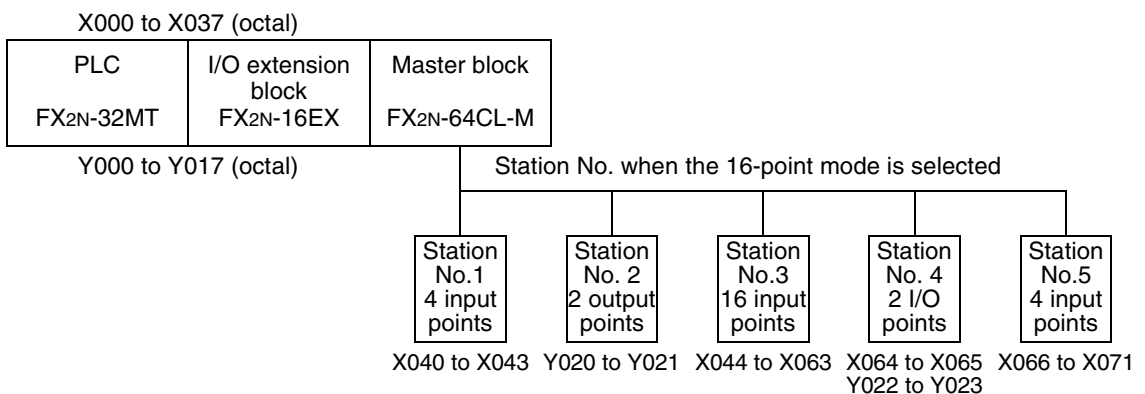 X000 to X037 (octal)
PLC
FX2N-32MT
I/O extension
block
FX2N-16EX
Master block
FX2N-64CL-M
Y000 to Y017 (octal)
Station No. when the 16-point mode is selected
Station
No.1
4 input
points
Station
No. 2
2 output
points
Station
No.3
16 input
points
Station
No. 4
2 I/O
points
Station
No.5
4 input
points
X040 to X043
Y020 to Y021
X044 to X063
X064 to X065
Y022 to Y023
X066 to X071